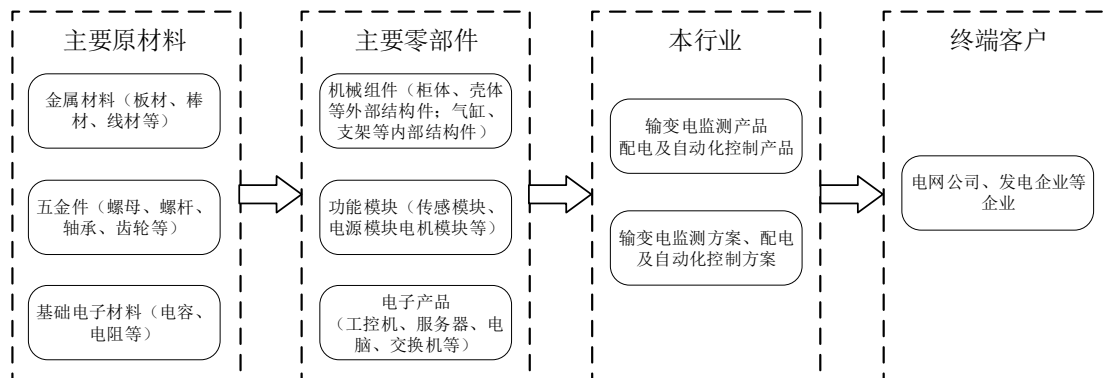 主要原材料
金属材料（板材、棒
材、线材等）
五金件（螺母、螺杆、
轴承、齿轮等）
基础电子材料（电容、
电阻等）
主要零部件
机械组件（柜体、壳体
等外部结构件；气缸、
支架等内部结构件）
功能模块（传感模块、
电源模块电机模块等）
电子产品
（工控机、服务器、电
脑、交换机等）
本行业
输变电监测产品
配电及自动化控制产品
输变电监测方案、配电
及自动化控制方案
终端客户
电网公司、发电企业等
企业